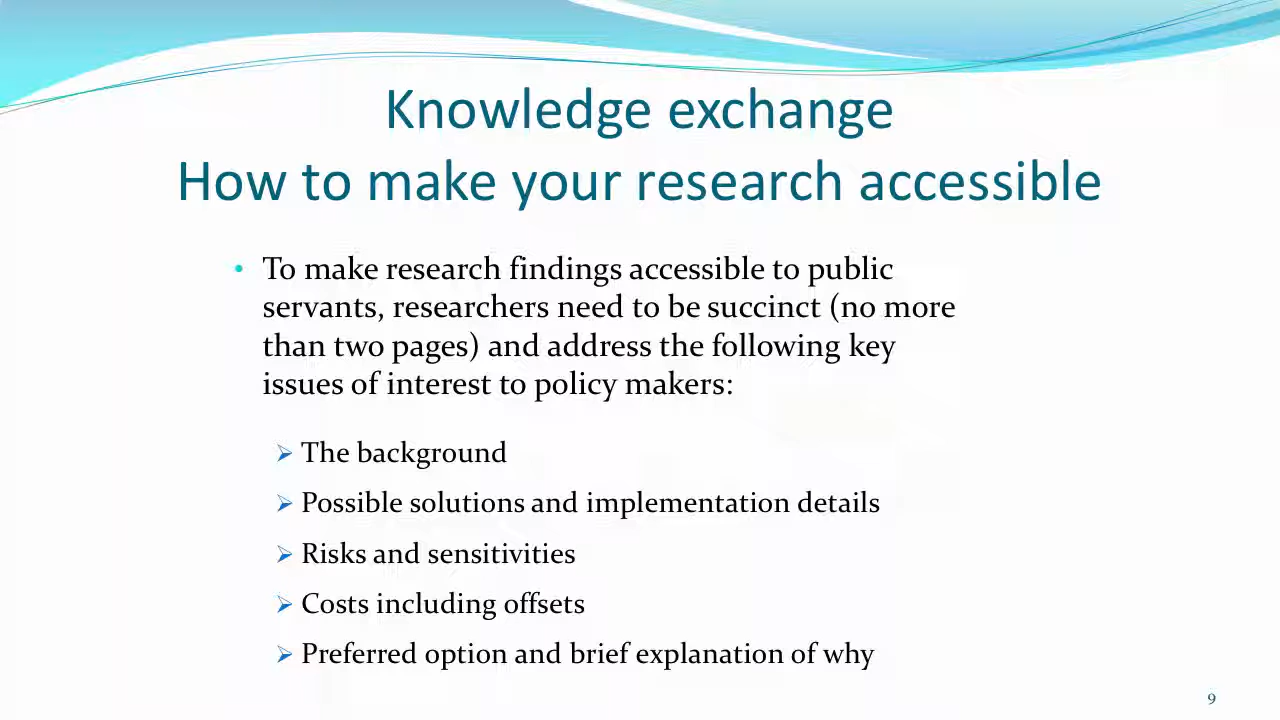 Knowledge exchange
How to make your research accessible
• To make research findings accessible to public
servants, researchers need to be succinct (no more
than two pages) and address the following key
issues of interest to policy makers:
➢ The background
➢ Possible solutions and implementation details
➢ Risks and sensitivities
➢ Costs including offsets
➢ Preferred option and brief explanation of why
9